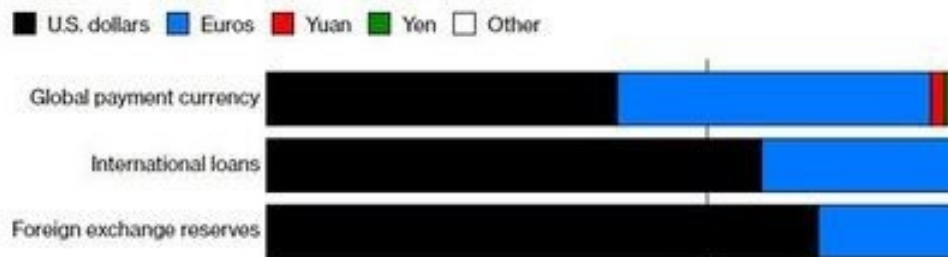 U.S. dollars Euros Yuan Yen Other
Global payment currency
International loans
Foreign exchange reserves